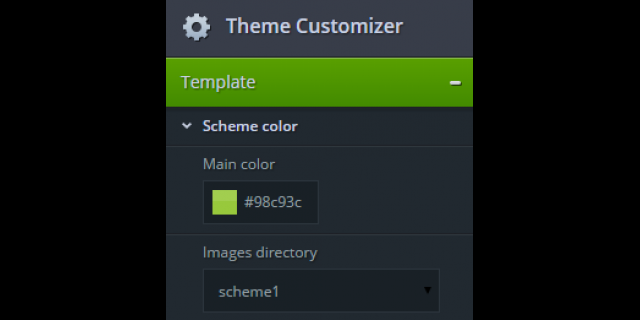 Theme Customizer
Template
Scheme color
Main color
#98c93c
Images directory
scheme1